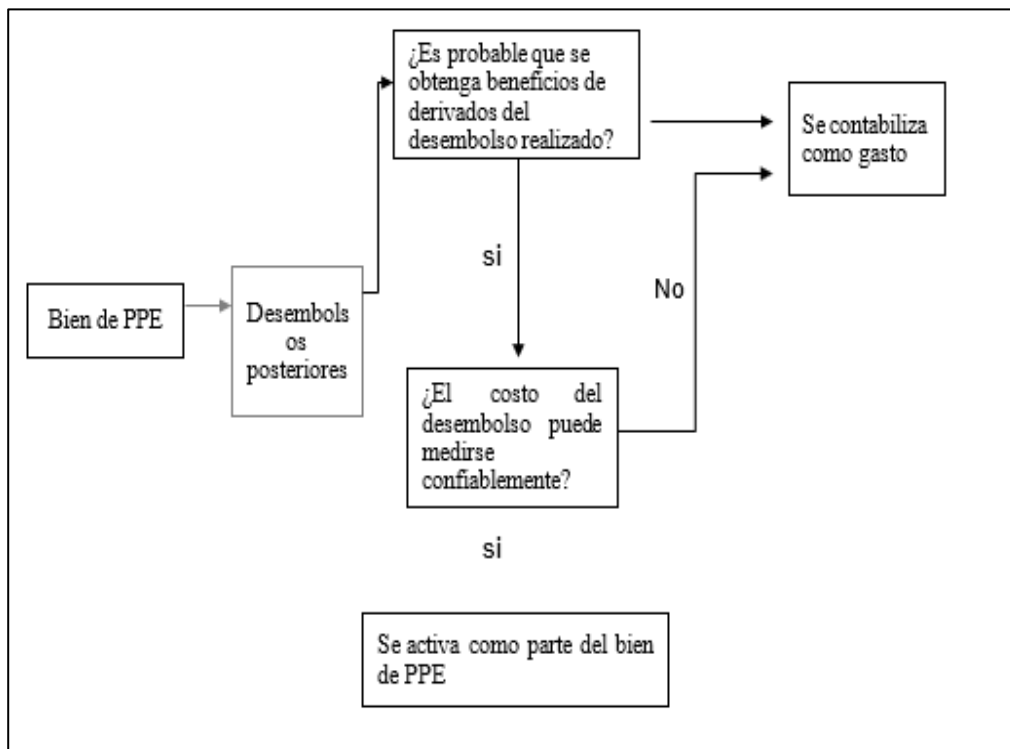 ¿Es probable que se
obtenga beneficios de
derivados del
desembolso realizado?
Se contabiliza
como gasto
si
No
Bien de PPE
Desembols
os
posteriores
¿El costo del
desembolso puede
medirse
confiablemente?
si
Se activa como parte del bien
de PPE